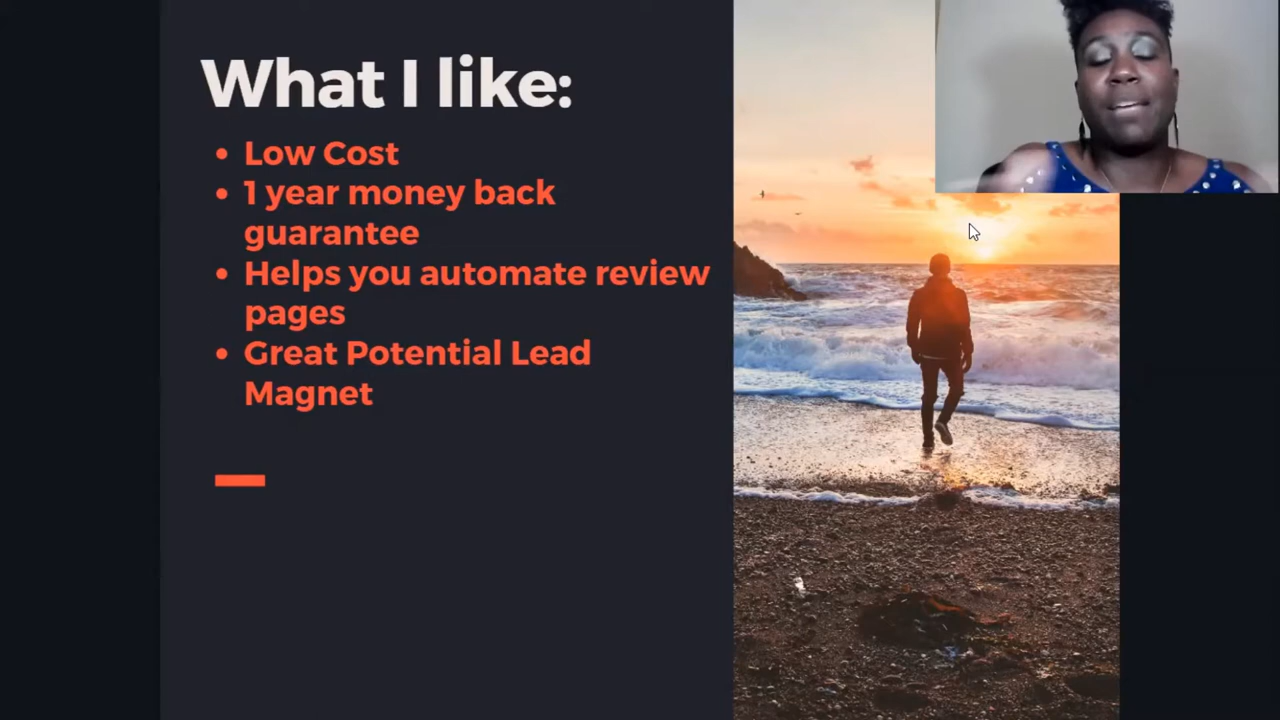 What I like:
• Low Cost
• 1 year money back
guarantee
• Helps you automate review
pages
• Great Potential Lead
Magnet